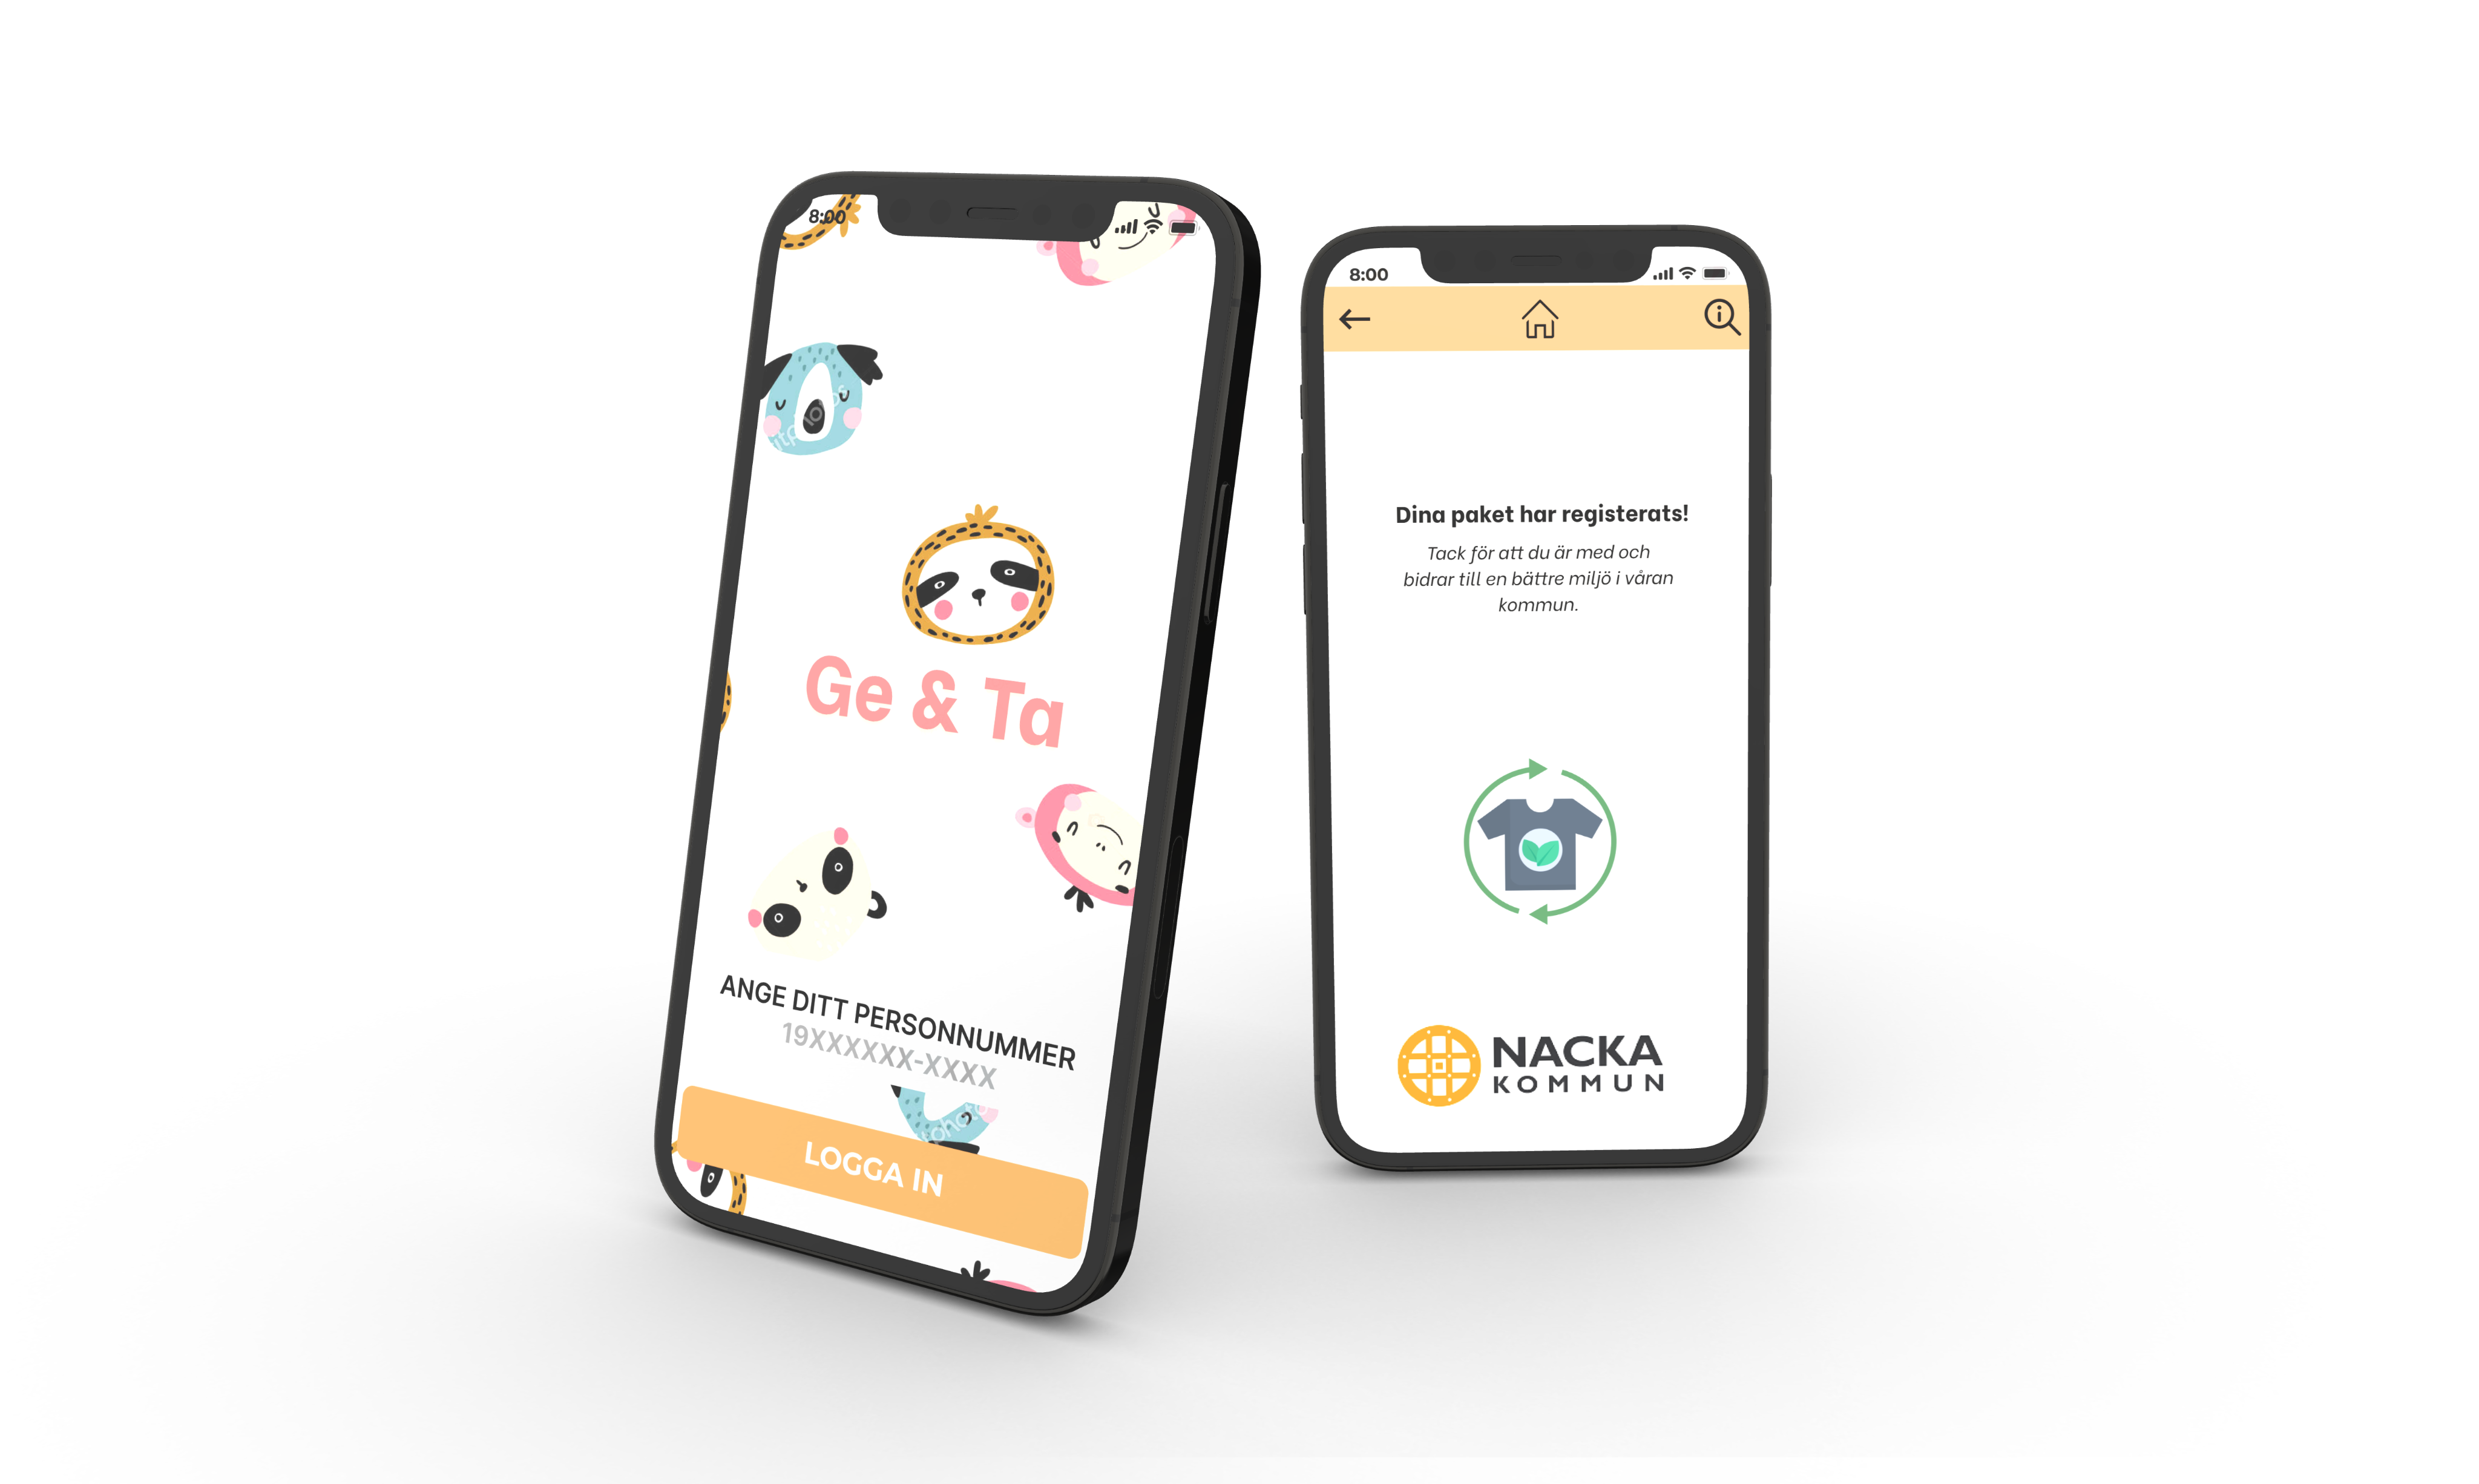 8:00
Ge & Ta
ANGE DITT PERSONNUMMER
19XXXXXX-XXXX
LOGGA IN
8:00
Dina paket har registerats!
Tack för att du är med och
bidrar till en bättre miljö i våran
kommun.
NACKA
KOMMUN